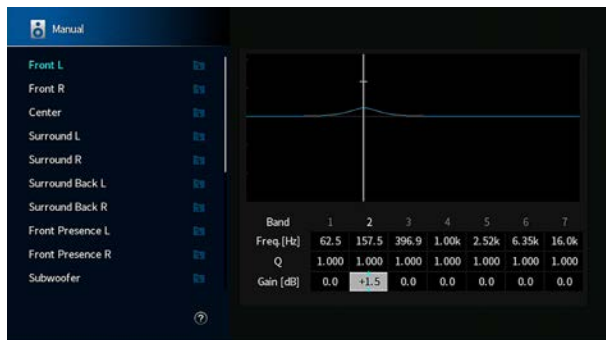 Manual
Front L
Front R
Center
Surround L
Surround R
Surround Back L
Surround Back R
Front Presence L
Front Presence R
Subwoofer
?
Band 1 2 3 4 5 6 7
Freq.[Hz] 62.5 157.5 396.9 1.00k 2.52k 6.35k 16.0k
Q 1.000 1.000 1.000 1.000 1.000 1.000 1.000
Gain [dB] 0.0 +1.5 0.0 0.0 0.0 0.0 0.0